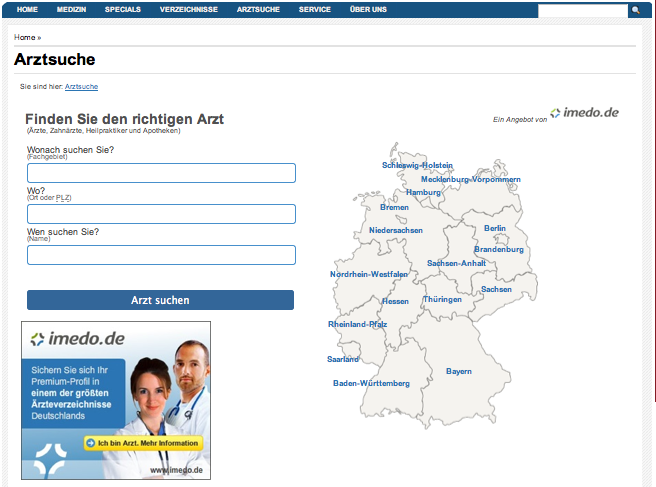 HOME MEDIZIN SPECIALS VERZEICHNISSE ARZTSUCHE SERVICE ÜBER UNS
Home »
Arztsuche
Sie sind hier: Arztsuche
Finden Sie den richtigen Arzt
(Ärzte, Zahnärzte, Heilpraktiker und Apotheken)
Ein Angebot von imedo.de
Wonach suchen Sie?
(Fachgebiet)
Wo?
(Ort oder PLZ)
Wen suchen Sie?
(Name)
Arzt suchen
Schleswig-Holstein
Mecklenburg-Vorpommern
Hamburg
Bremen
Niedersachsen
Berlin
Brandenburg
Sachsen-Anhalt
Nordrhein-Westfalen
Sachsen
Hessen
Thüringen
Rheinland-Pfalz
Saarland
Bayern
Baden-Württemberg
imedo.de
Sichern Sie sich Ihr
Premium-Profil in
einem der größten
Ärzteverzeichnisse
Deutschlands
Ich bin Arzt. Mehr Information
www.imedo.de